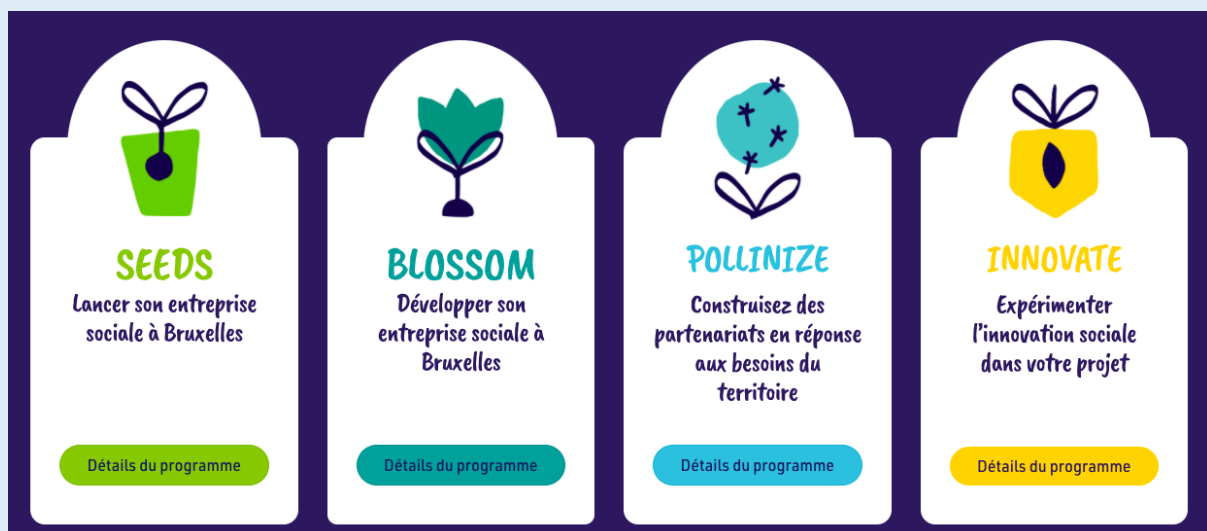 SEEDS
Lancer son entreprise
sociale à Bruxelles
Détails du programme
BLOSSOM
Développer son
entreprise sociale à
Bruxelles
Détails du programme
POLLINIZE
Construisez des
partenariats en réponse
aux besoins du
territoire
Détails du programme
INNOVATE
Expérimenter
l'innovation sociale
dans votre projet
Détails du programme